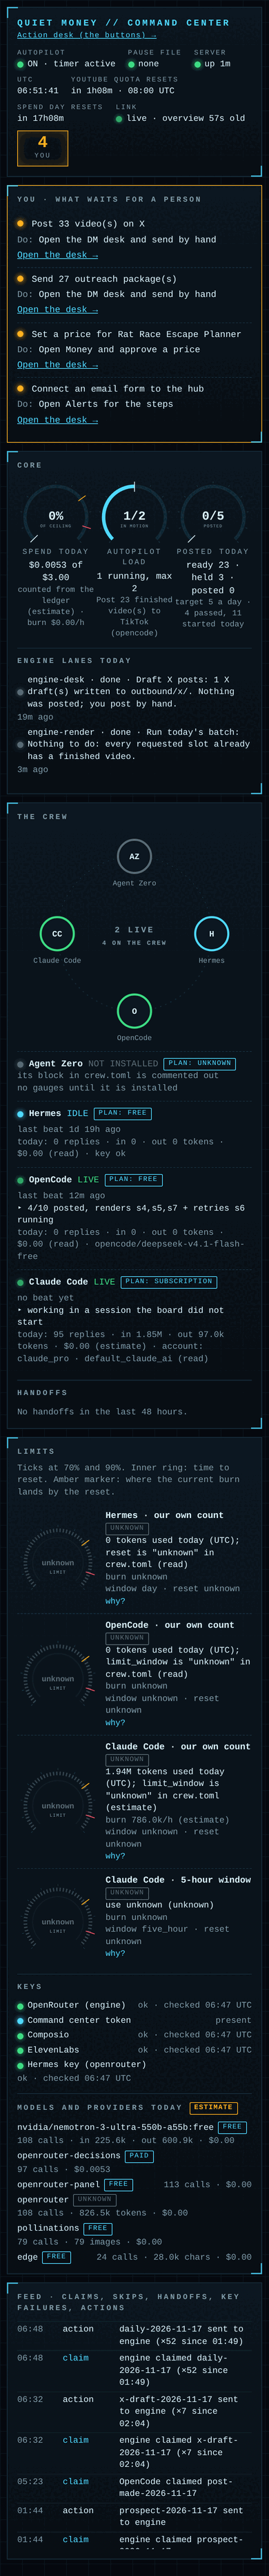 QUIET MONEY // COMMAND CENTER
Action desk (the buttons) →
AUTOPILOT
ON · timer active
PAUSE FILE
none
SERVER
up 1m
UTC
06:51:41
YOUTUBE QUOTA RESETS
in 1h08m · 08:00 UTC
SPEND DAY RESETS
in 17h08m
LINK
live · overview 57s old
4
YOU
YOU · WHAT WAITS FOR A PERSON
Post 33 video(s) on X
Do: Open the DM desk and send by hand
Open the desk →
Send 27 outreach package(s)
Do: Open the DM desk and send by hand
Open the desk →
Set a price for Rat Race Escape Planner
Do: Open Money and approve a price
Open the desk →
Connect an email form to the hub
Do: Open Alerts for the steps
Open the desk →
CORE
0%
OF CEILING
SPEND TODAY
$0.0053 of
$3.00
counted from the
ledger
(estimate) ·
burn $0.00/h
1/2
IN MOTION
AUTOPILOT
LOAD
1 running, max
2
Post 23 finished
video(s) to
TikTok
(opencode)
0/5
POSTED
POSTED TODAY
ready 23 ·
held 3 ·
posted 0
target 5 a day ·
4 passed, 11
started today
ENGINE LANES TODAY
engine-desk · done · Draft X posts: 1 X
draft(s) written to outbound/x/. Nothing
was posted; you post by hand.
19m ago
engine-render · done · Run today's batch:
Nothing to do: every requested slot already
has a finished video.
3m ago
THE CREW
AZ
Agent Zero
CC
Claude Code
2 LIVE
4 ON THE CREW
H
Hermes
O
OpenCode
Agent Zero NOT INSTALLED PLAN: UNKNOWN
its block in crew.toml is commented out
no gauges until it is installed
Hermes IDLE PLAN: FREE
last beat 1d 19h ago
today: 0 replies · in 0 · out 0 tokens ·
$0.00 (read) · key ok
OpenCode LIVE PLAN: FREE
last beat 12m ago
‣ 4/10 posted, renders s4,s5,s7 + retries s6
running
today: 0 replies · in 0 · out 0 tokens ·
$0.00 (read) · opencode/deepseek-v4.1-flash-
free
Claude Code LIVE PLAN: SUBSCRIPTION
no beat yet
‣ working in a session the board did not
start
today: 95 replies · in 1.85M · out 97.0k
tokens · $0.00 (estimate) · account:
claude_pro · default_claude_ai (read)
HANDOFFS
No handoffs in the last 48 hours.
LIMITS
Ticks at 70% and 90%. Inner ring: time to
reset. Amber marker: where the current burn
lands by the reset.
unknown
LIMIT
Hermes · our own count
UNKNOWN
0 tokens used today (UTC);
reset is "unknown" in
crew.toml (read)
burn unknown
window day · reset unknown
why?
unknown
LIMIT
OpenCode · our own count
UNKNOWN
0 tokens used today (UTC);
limit_window is "unknown" in
crew.toml (read)
burn unknown
window unknown · reset
unknown
why?
unknown
LIMIT
Claude Code · our own count
UNKNOWN
1.94M tokens used today
(UTC); limit_window is
"unknown" in crew.toml
(estimate)
burn 786.0k/h (estimate)
window unknown · reset
unknown
why?
unknown
LIMIT
Claude Code · 5-hour window
UNKNOWN
use unknown (unknown)
burn unknown
window five_hour · reset
unknown
why?
KEYS
OpenRouter (engine) ok · checked 06:47 UTC
Command center token present
Composio ok · checked 06:47 UTC
ElevenLabs ok · checked 06:47 UTC
Hermes key (openrouter)
ok · checked 06:47 UTC
MODELS AND PROVIDERS TODAY ESTIMATE
nvidia/nemotron-3-ultra-550b-a55b:free FREE
108 calls · in 225.6k · out 600.9k · $0.00
openrouter-decisions PAID
97 calls · $0.0053
openrouter-panel FREE 113 calls · $0.00
openrouter UNKNOWN
108 calls · 826.5k tokens · $0.00
pollinations FREE
79 calls · 79 images · $0.00
edge FREE 24 calls · 28.0k chars · $0.00
FEED · CLAIMS, SKIPS, HANDOFFS, KEY
FAILURES, ACTIONS
06:48 action daily-2026-11-17 sent to
engine (×52 since 01:49)
06:48 claim engine claimed daily-
2026-11-17 (×52 since
01:49)
06:32 action x-draft-2026-11-17 sent
to engine (×7 since
02:04)
06:32 claim engine claimed x-draft-
2026-11-17 (×7 since
02:04)
05:23 claim OpenCode claimed post-
made-2026-11-17
01:44 action prospect-2026-11-17 sent
to engine
01:44 claim engine claimed prospect-